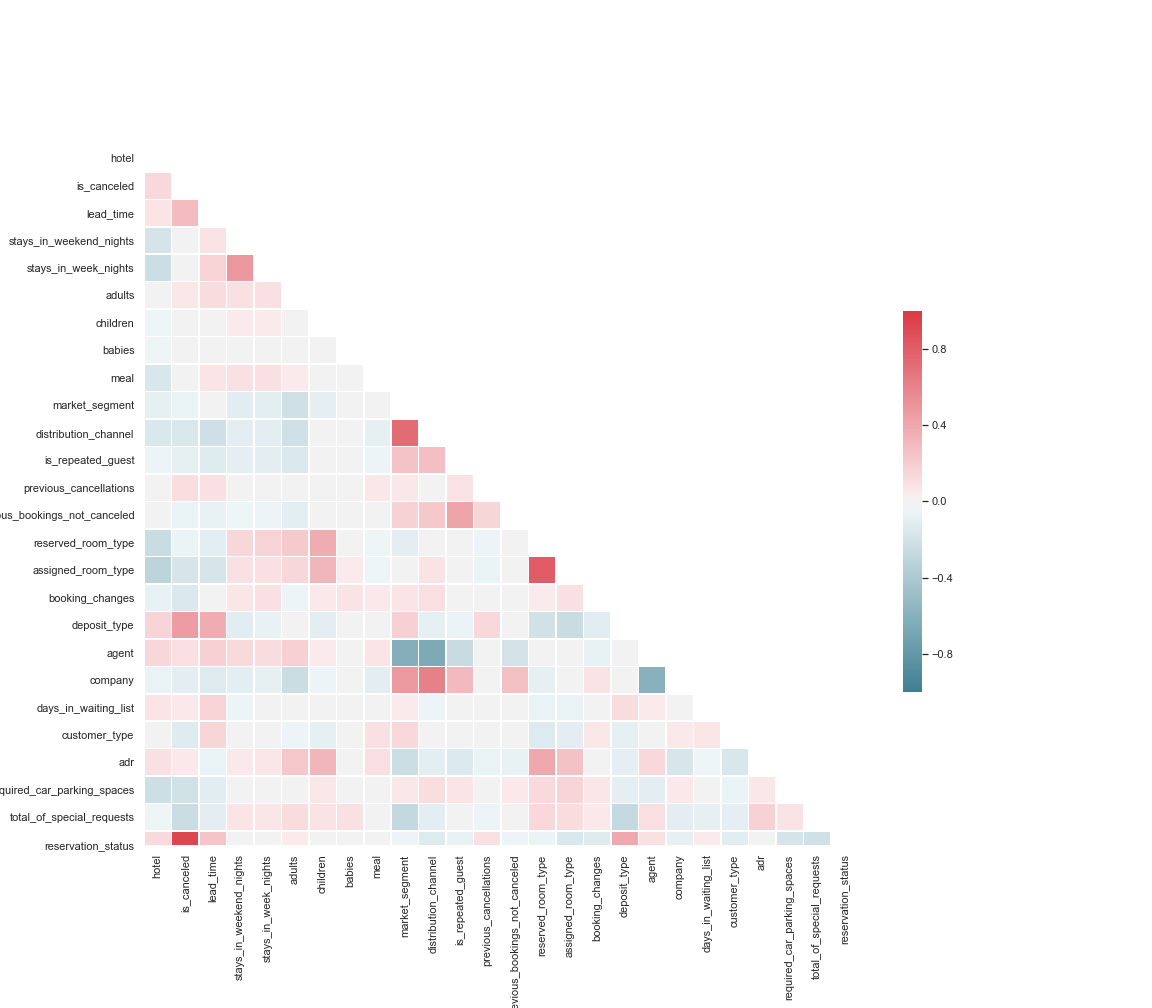 hotel
is_canceled
lead_time
stays_in_weekend_nights
stays_in_week_nights
adults
children
babies
meal
market_segment
distribution_channel
is_repeated_guest
previous_cancellations
ous_bookings_not_canceled
reserved_room_type
assigned_room_type
booking_changes
deposit_type
agent
company
days_in_waiting_list
customer_type
adr
quired_car_parking_spaces
total_of_special_requests
reservation_status
hotel
is_canceled
lead_time
stays_in_weekend_nights
stays_in_week_nights
adults
children
babies
meal
market_segment
distribution_channel
is_repeated_guest
previous_cancellations
evious_bookings_not_canceled
reserved_room_type
assigned_room_type
booking_changes
deposit_type
agent
company
days_in_waiting_list
customer_type
adr
required_car_parking_spaces
total_of_special_requests
reservation_status
0.8
0.4
0.0
−0.4
−0.8